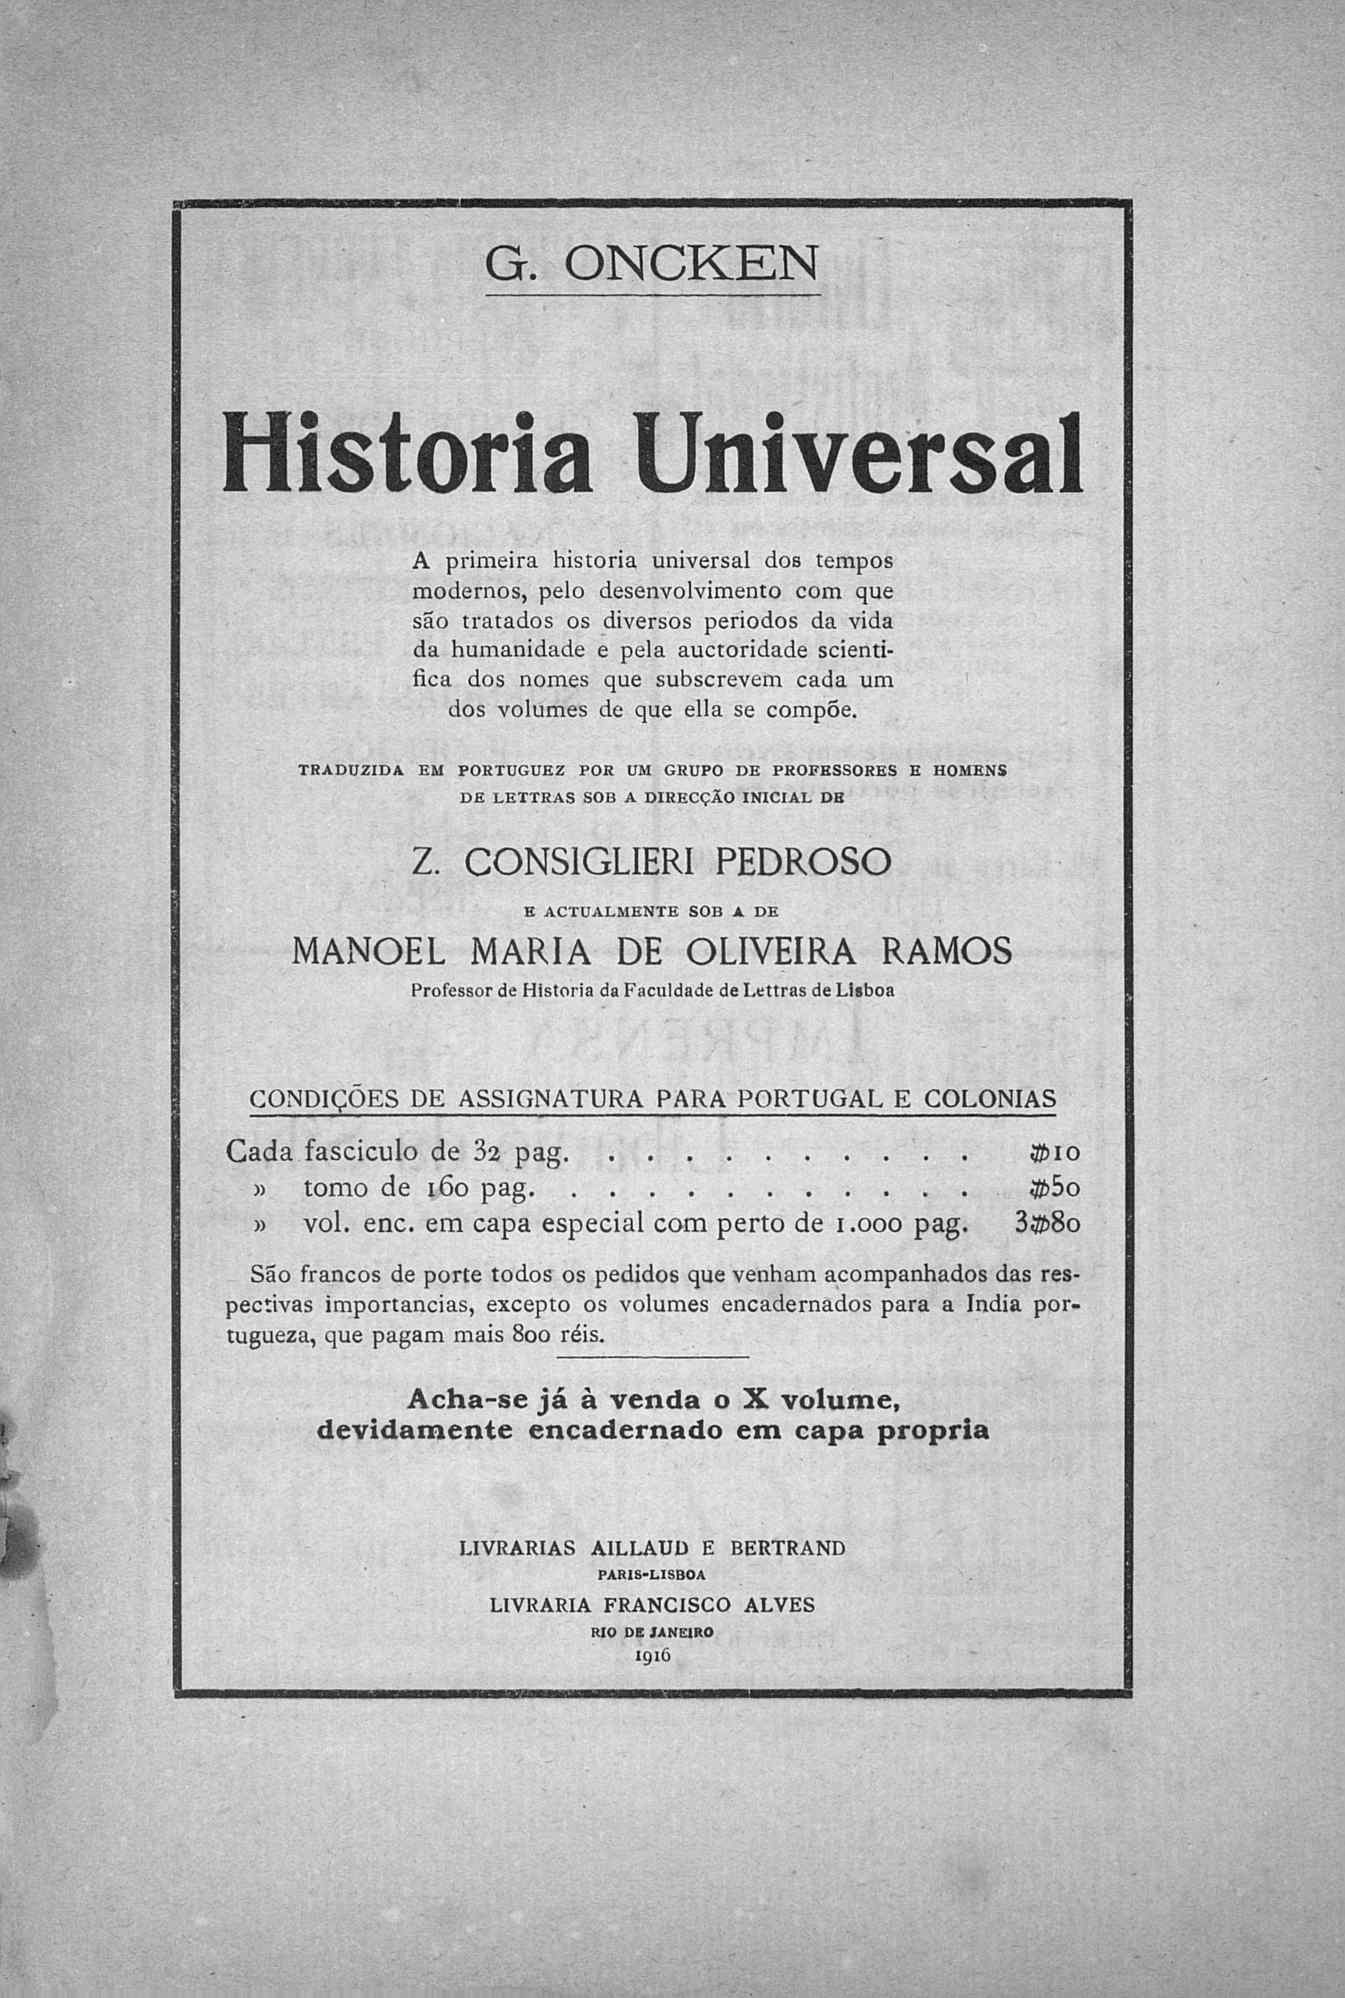 G. ONCKEN
Historia Universal
A primeira historia universal dos tempos
modernos, pelo desenvolvimento com que
são tratados os diversos periodos da vida
da humanidade e pela auctoridade scienti-
fica dos nomes que subscrevem cada um
dos volumes de que ella se compõe.
TRADUZIDA EM PORTUGUEZ POR UM GRUPO DE PROFESSORES E HOMENS
DE LETTRAS SOB A DIRECÇÃO INICIAL DE
Z. CONSIGLIERI PEDROSO
E ACTUALMENTE SOB A DE
MANOEL MARIA DE OLIVEIRA RAMOS
Professor de Historia da Faculdade de Lettras de Lisboa
CONDIÇÕES DE ASSIGNATURA PARA PORTUGAL E COLONIAS
Cada fasciculo de 32 pag. . . . . . . . . . . $10
» tomo de 160 pag. . . . . . . . . . . . $50
» vol. enc. em capa especial com perto de 1.000 pag. 3$80
São francos de porte todos os pedidos que venham acompanhados das res-
pectivas importancias, excepto os volumes encadernados para a India por-
tugueza, que pagam mais 800 réis.
Acha-se já à venda o X volume,
devidamente encadernado em capa propria
LIVRARIAS AILLAUD E BERTRAND
PARIS-LISBOA
LIVRARIA FRANCISCO ALVES
RIO DE JANEIRO
1916